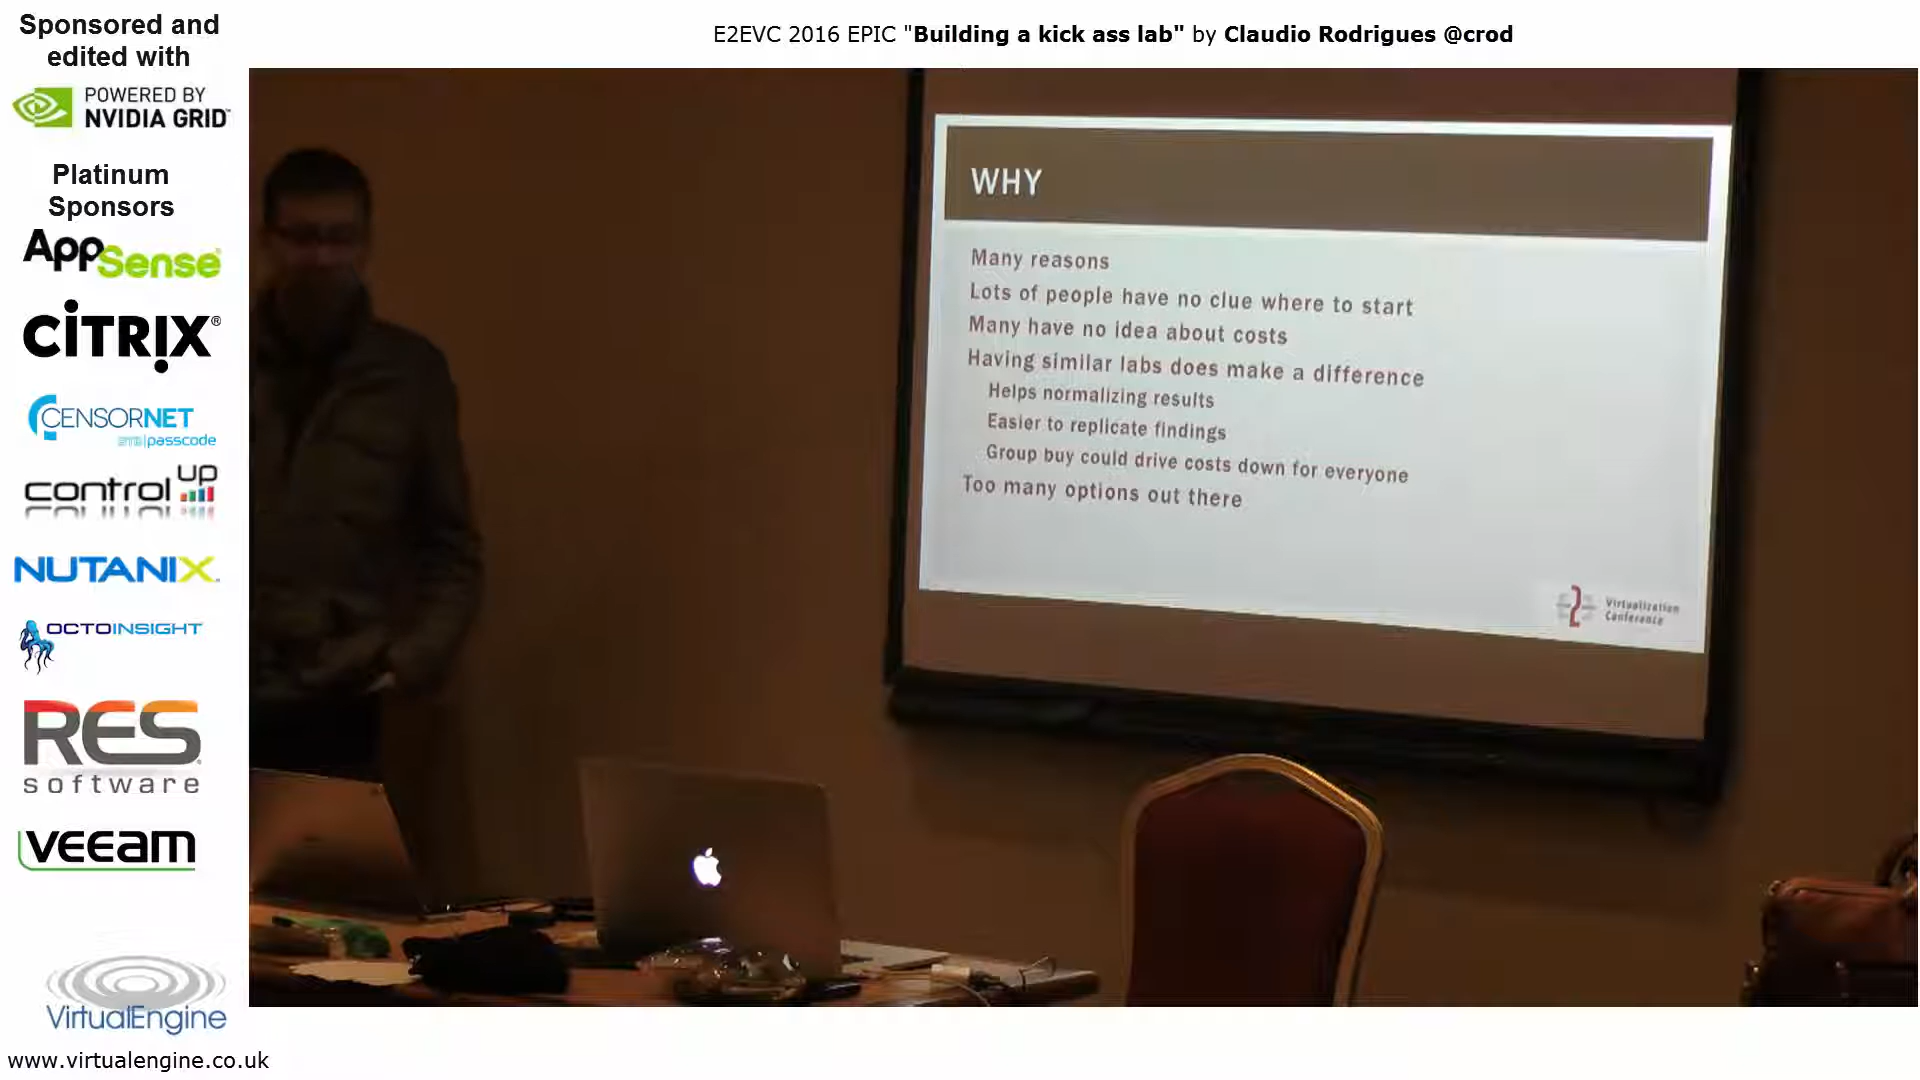 Sponsored and
edited with
POWERED BY
NVIDIA GRID
Platinum
Sponsors
AppSense
CİTRIX®
CENSORNET
SMS|passcode
control up
NUTANIX
OCTOINSIGHT
RES
software
veeam
VirtualEngine
www.virtualengine.co.uk
E2EVC 2016 EPIC "Building a kick ass lab" by Claudio Rodrigues @crod
WHY
Many reasons
Lots of people have no clue where to start
Many have no idea about costs
Having similar labs does make a difference
Helps normalizing results
Easier to replicate findings
Group buy could drive costs down for everyone
Too many options out there
Virtualization
Conference